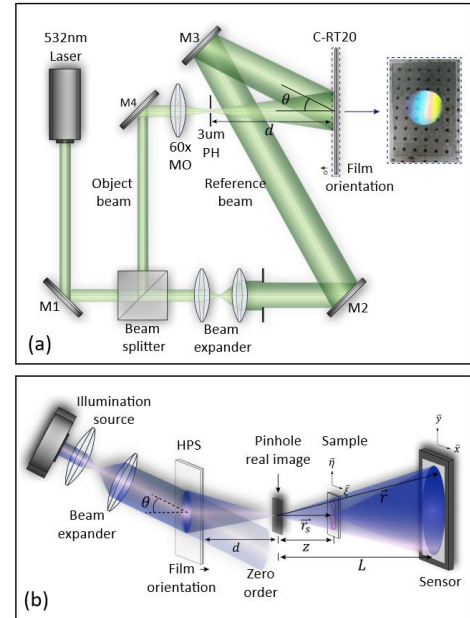 532nm
Laser
M3
C-RT20
M4
θ
d
60x
MO
3um
PH
Object
beam
Reference
beam
Film
orientation
M1
Beam
splitter
Beam
expander
M2
(a)
Illumination
source
HPS
Pinhole
real image
Sample
ȳ
x̄
η̄
ξ̄
θ
r⃗
r⃗s
Beam
expander
d
z
Film
orientation
Zero
order
L
Sensor
(b)